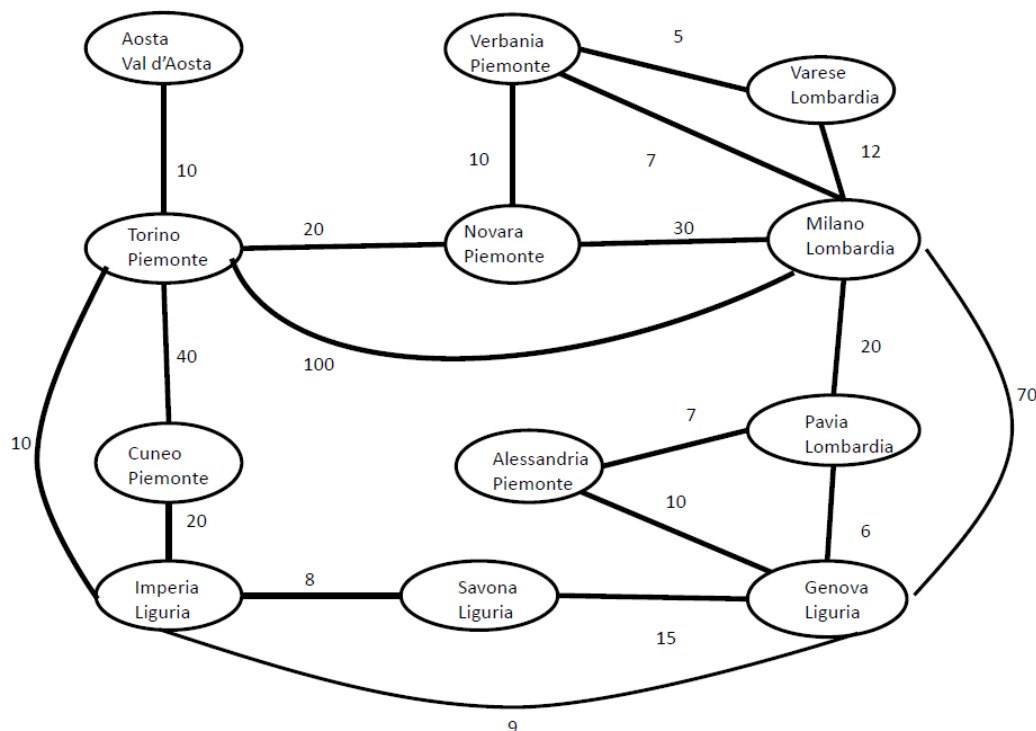 Aosta
Val d'Aosta
Verbania
Piemonte
5
Varese
Lombardia
10
10
7
12
Torino
Piemonte
20
Novara
Piemonte
30
Milano
Lombardia
40
100
20
70
10
Cuneo
Piemonte
Alessandria
Piemonte
7
Pavia
Lombardia
20
10
6
Imperia
Liguria
8
Savona
Liguria
15
Genova
Liguria
9